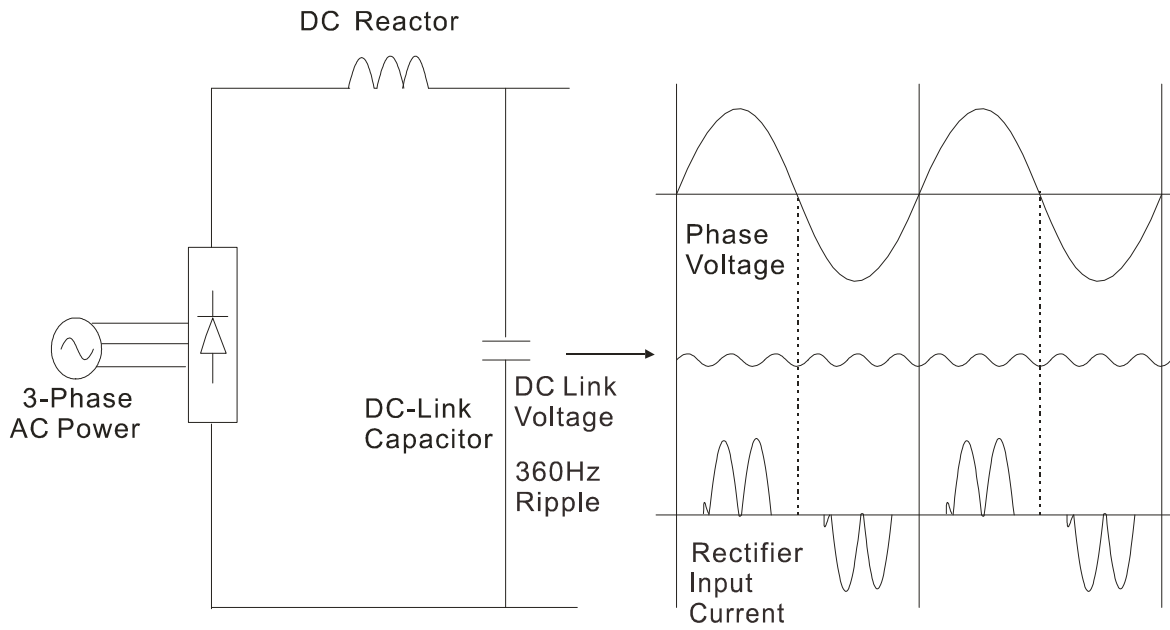 DC Reactor
3-Phase
AC Power
DC-Link
Capacitor
DC Link
Voltage
360Hz
Ripple
Phase
Voltage
Rectifier
Input
Current